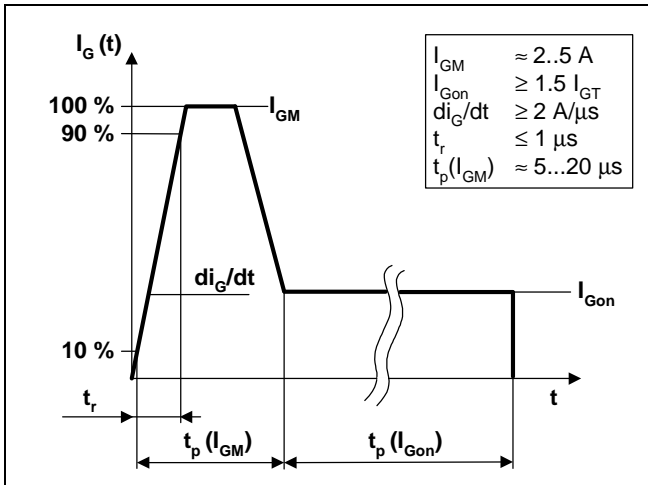 I_G (t)
100 %
90 %
I_GM
di_G/dt
I_Gon
10 %
t
t_r
t_p (I_GM)
t_p (I_Gon)
I_GM ≈ 2..5 A
I_Gon ≥ 1.5 I_GT
di_G/dt ≥ 2 A/µs
t_r ≤ 1 µs
t_p(I_GM) ≈ 5...20 µs